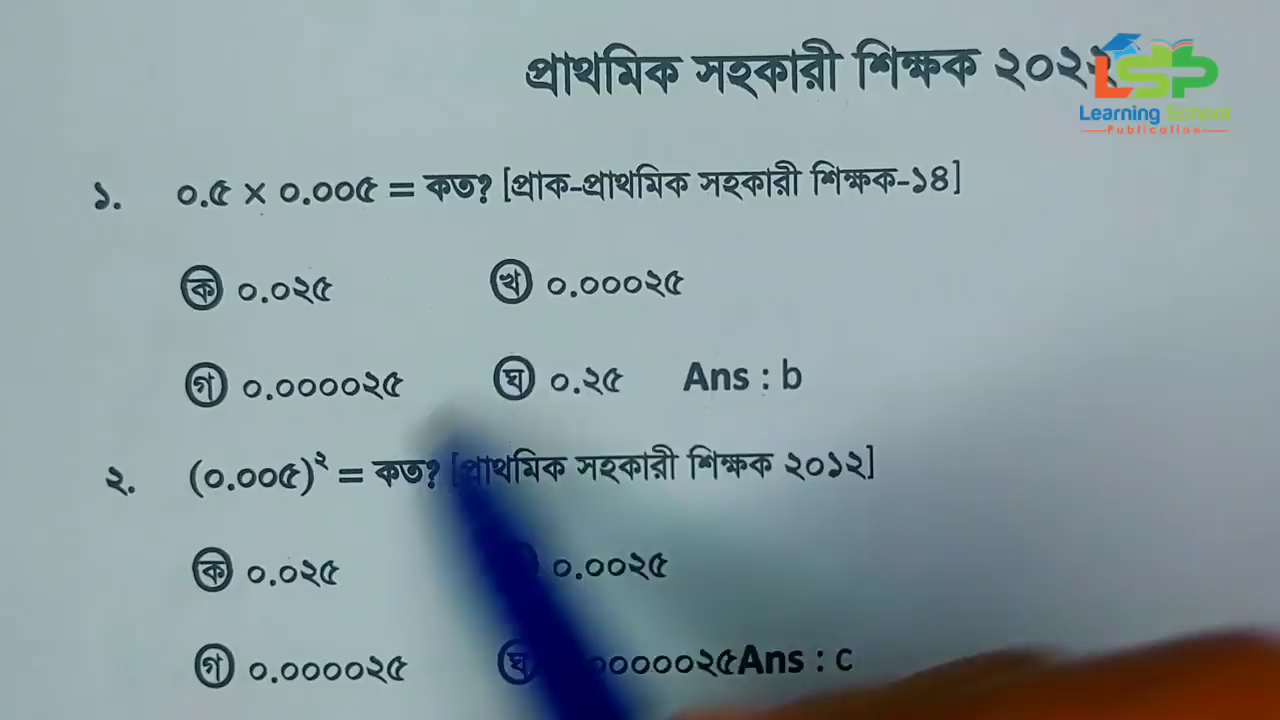 প্রাথমিক সহকারী শিক্ষক ২০২২
LSP
Learning School
Publication
১. ০.৫ × ০.০০৫ = কত? [প্রাক-প্রাথমিক সহকারী শিক্ষক-১৪]
ক ০.০২৫ খ ০.০০০২৫
গ ০.০০০০২৫ ঘ ০.২৫ Ans : b
২. (০.০০৫)^২ = কত? [প্রাথমিক সহকারী শিক্ষক ২০১২]
ক ০.০২৫ ০.০০২৫
গ ০.০০০০২৫ ঘ Ans : c